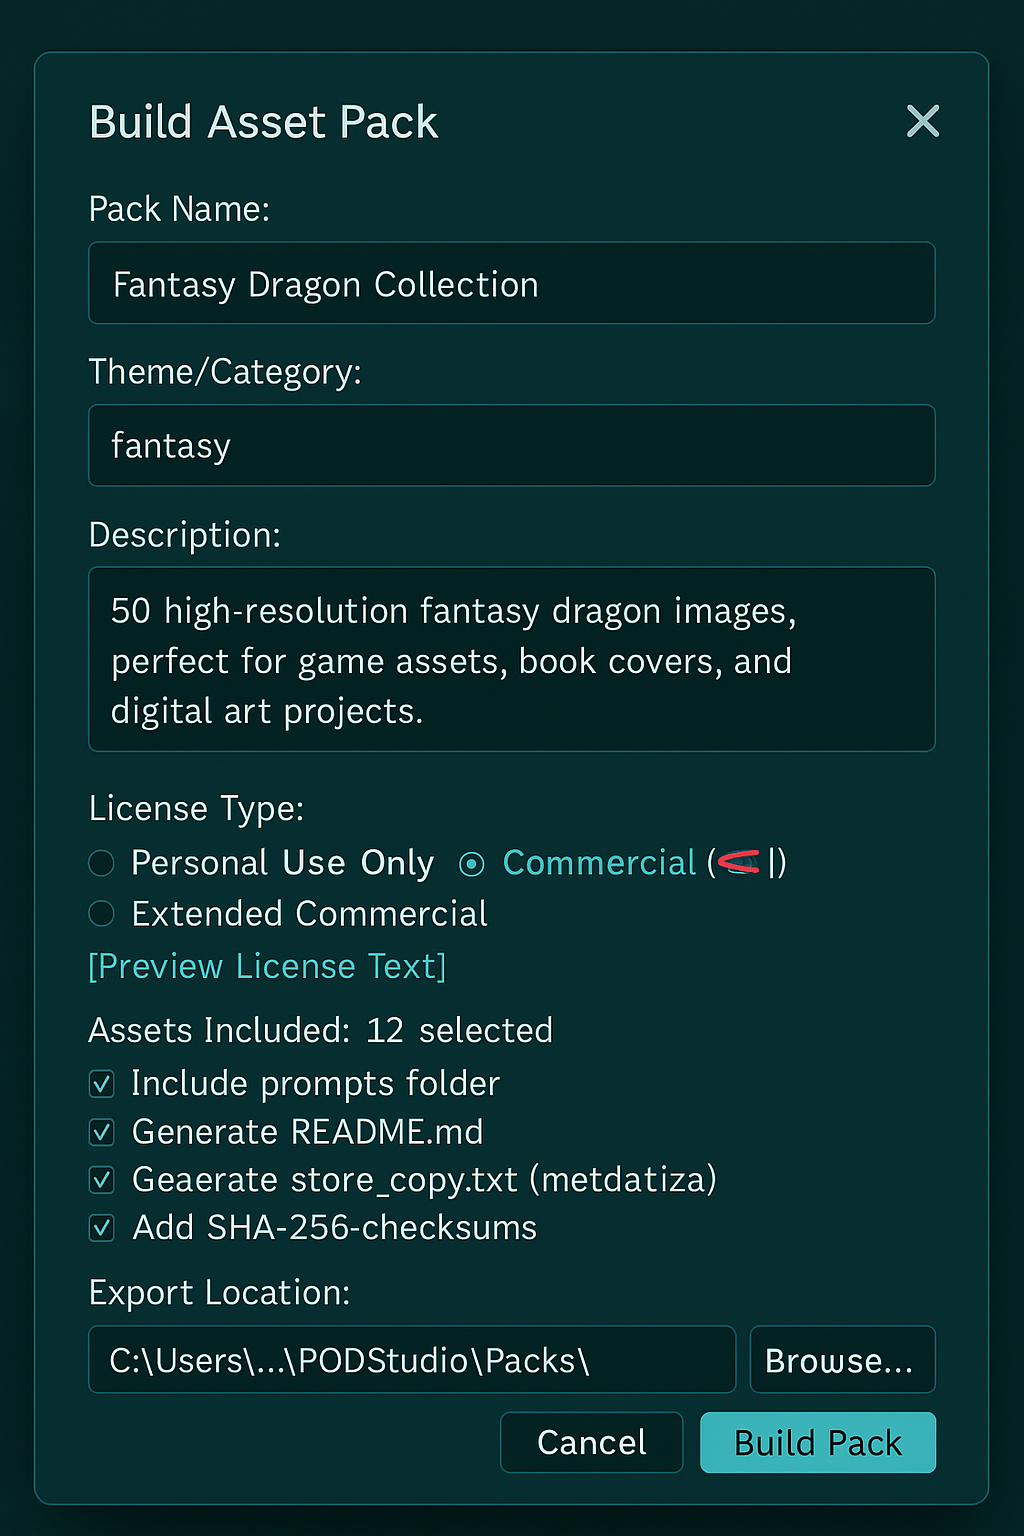 Build Asset Pack
Pack Name:
Fantasy Dragon Collection
Theme/Category:
fantasy
Description:
50 high-resolution fantasy dragon images,
perfect for game assets, book covers, and
digital art projects.
License Type:
Personal Use Only Commercial ( |)
Extended Commercial
[Preview License Text]
Assets Included: 12 selected
Include prompts folder
Generate README.md
Geaerate store_copy.txt (metdatiza)
Add SHA-256-checksums
Export Location:
C:\Users\...\PODStudio\Packs\ Browse...
Cancel Build Pack